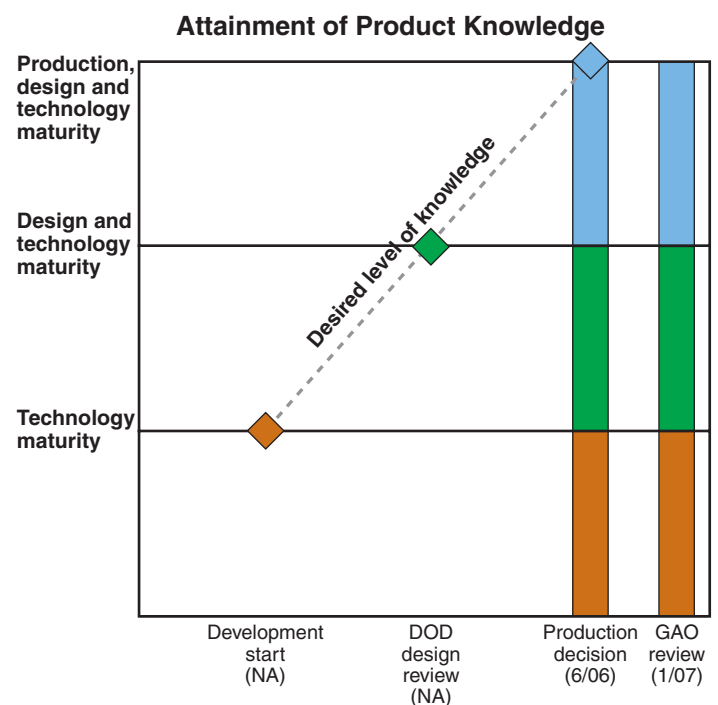 Attainment of Product Knowledge
Production,
design and
technology
maturity
Design and
technology
maturity
Technology
maturity
Desired level of knowledge
Development
start
(NA)
DOD
design
review
(NA)
Production
decision
(6/06)
GAO
review
(1/07)